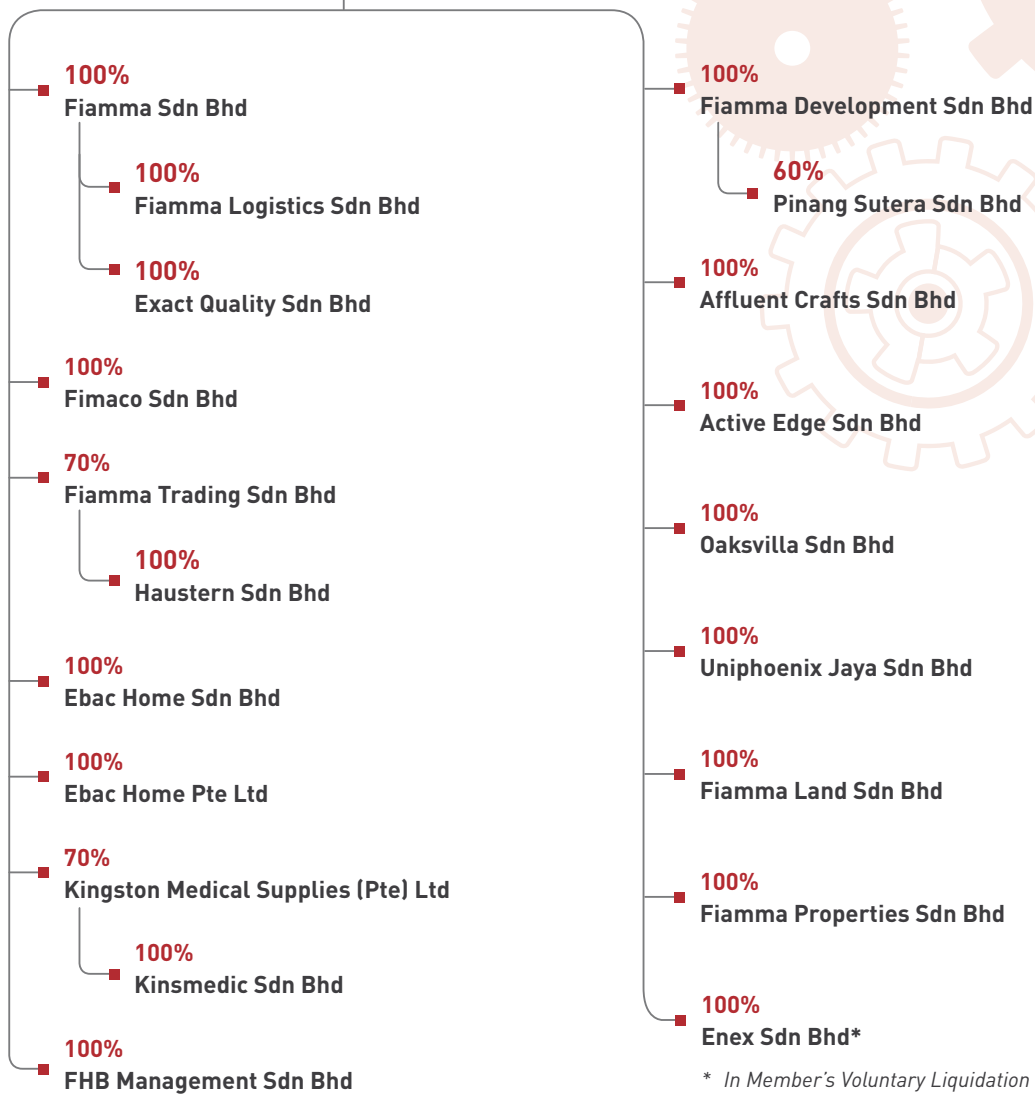 100%
Fiamma Sdn Bhd
100%
Fiamma Logistics Sdn Bhd
100%
Exact Quality Sdn Bhd
100%
Fimaco Sdn Bhd
70%
Fiamma Trading Sdn Bhd
100%
Haustern Sdn Bhd
100%
Ebac Home Sdn Bhd
100%
Ebac Home Pte Ltd
70%
Kingston Medical Supplies (Pte) Ltd
100%
Kinsmedic Sdn Bhd
100%
FHB Management Sdn Bhd
100%
Fiamma Development Sdn Bhd
60%
Pinang Sutera Sdn Bhd
100%
Affluent Crafts Sdn Bhd
100%
Active Edge Sdn Bhd
100%
Oaksvilla Sdn Bhd
100%
Uniphoenix Jaya Sdn Bhd
100%
Fiamma Land Sdn Bhd
100%
Fiamma Properties Sdn Bhd
100%
Enex Sdn Bhd*
* In Member's Voluntary Liquidation